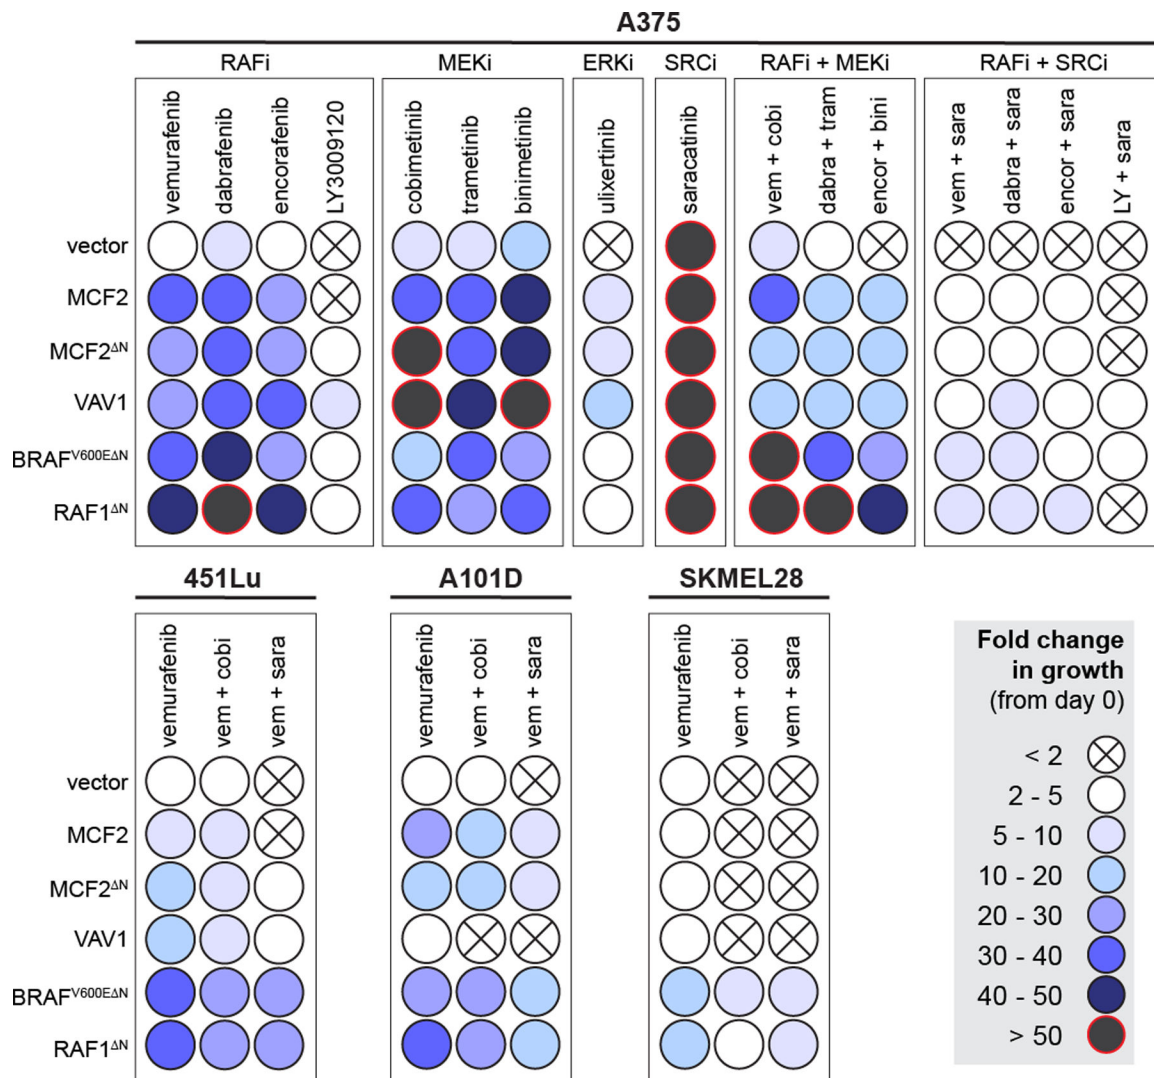 A375
RAFi MEKi ERKi SRCi RAFi + MEKi RAFi + SRCi
vemurafenib dabrafenib encorafenib LY3009120 cobimetinib trametinib binimetinib ulixertinib saracatinib vem + cobi dabra + tram encor + bini vem + sara dabra + sara encor + sara LY + sara
vector
MCF2
MCF2ΔN
VAV1
BRAFV600EΔN
RAF1ΔN
451Lu A101D SKMEL28
vemurafenib vem + cobi vem + sara vemurafenib vem + cobi vem + sara vemurafenib vem + cobi vem + sara
vector
MCF2
MCF2ΔN
VAV1
BRAFV600EΔN
RAF1ΔN
Fold change
in growth
(from day 0)
< 2
2 - 5
5 - 10
10 - 20
20 - 30
30 - 40
40 - 50
> 50